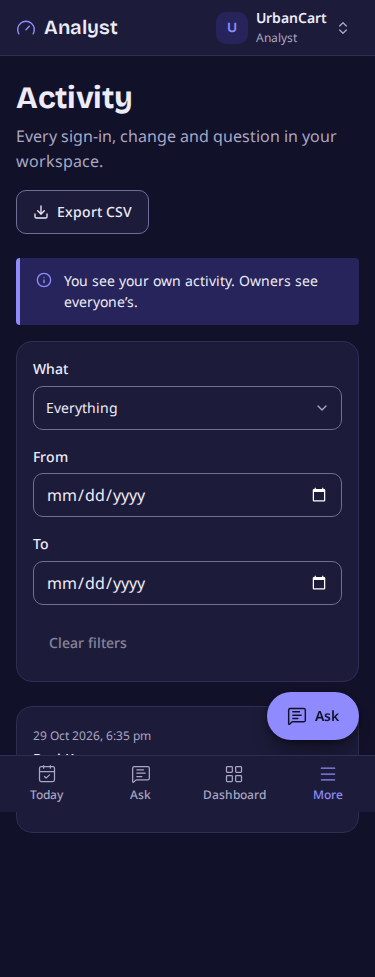 Analyst
U
UrbanCart
Analyst
Activity
Every sign-in, change and question in your
workspace.
Export CSV
You see your own activity. Owners see
everyone's.
What
Everything
From
mm/dd/yyyy
To
mm/dd/yyyy
Clear filters
Ask
29 Oct 2026, 6:35 pm
Today
Ask
Dashboard
More